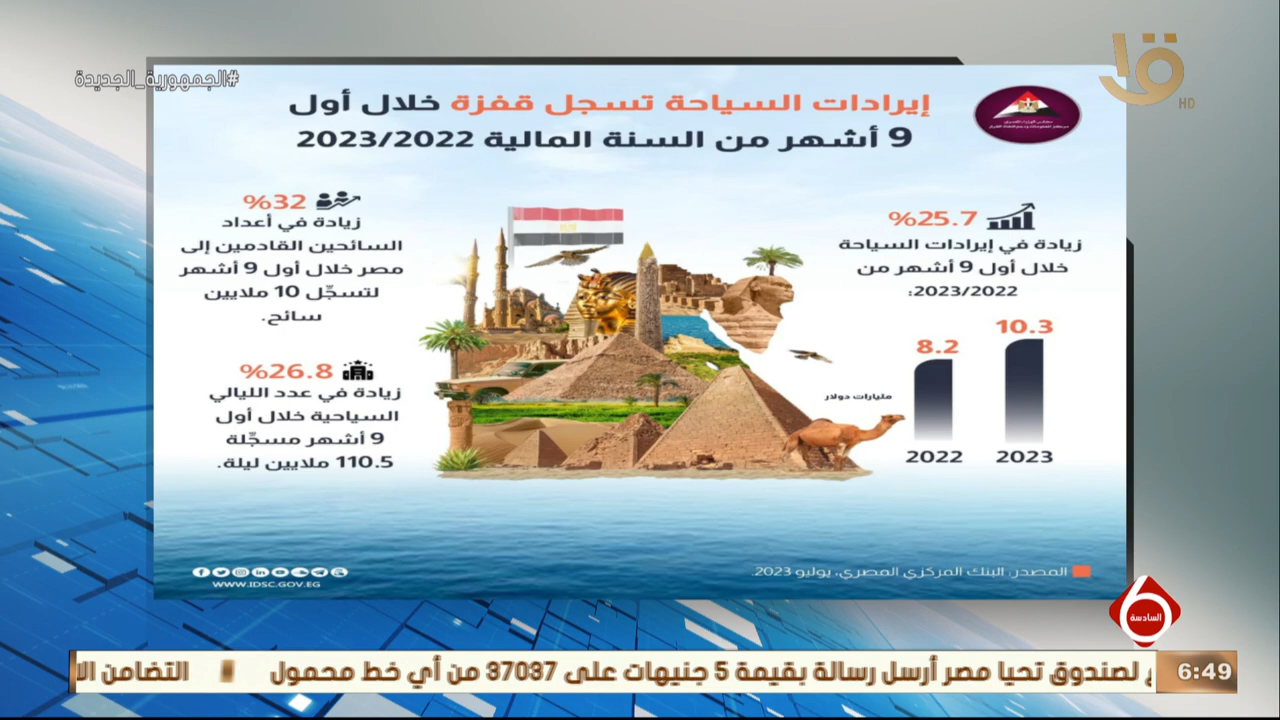 #الجمهورية_الجديدة
HD
إيرادات السياحة تسجل قفزة خلال أول
9 أشهر من السنة المالية 2023/2022
%25.7
زيادة في إيرادات السياحة
خلال أول 9 أشهر من
2023/2022:
10.3
8.2
مليارات دولار
2022
2023
%32
زيادة في أعداد
السائحين القادمين إلى
مصر خلال أول 9 أشهر
لتسجّل 10 ملايين
سائح.
%26.8
زيادة في عدد الليالي
السياحية خلال أول
9 أشهر مسجّلة
110.5 ملايين ليلة.
المصدر: البنك المركزي المصري، يوليو 2023
WWW.IDSC.GOV.EG
6
السادسة
6:49
لصندوق تحيا مصر أرسل رسالة بقيمة 5 جنيهات على 37037 من أي خط محمول
التضامن